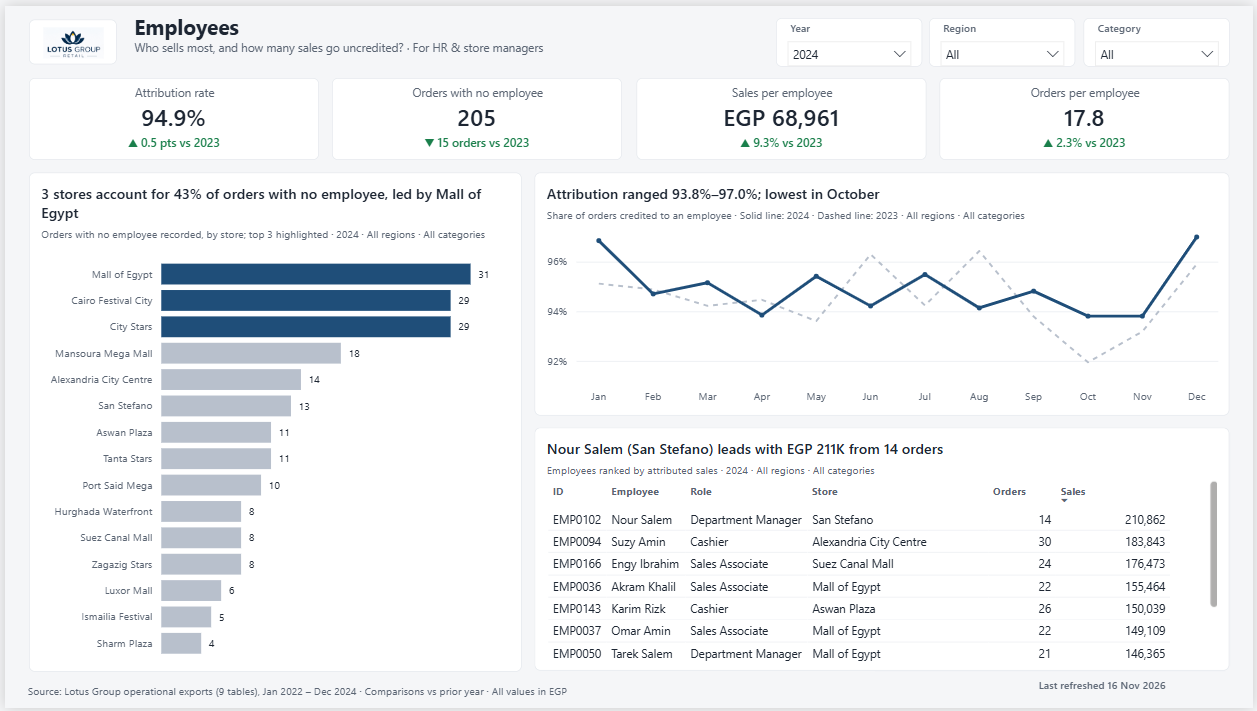 LOTUS GROUP
RETAIL
Employees
Who sells most, and how many sales go uncredited? · For HR & store managers
Year
2024
Region
All
Category
All
Attribution rate
94.9%
▲ 0.5 pts vs 2023
Orders with no employee
205
▼ 15 orders vs 2023
Sales per employee
EGP 68,961
▲ 9.3% vs 2023
Orders per employee
17.8
▲ 2.3% vs 2023
3 stores account for 43% of orders with no employee, led by Mall of
Egypt
Orders with no employee recorded, by store; top 3 highlighted · 2024 · All regions · All categories
Mall of Egypt 31
Cairo Festival City 29
City Stars 29
Mansoura Mega Mall 18
Alexandria City Centre 14
San Stefano 13
Aswan Plaza 11
Tanta Stars 11
Port Said Mega 10
Hurghada Waterfront 8
Suez Canal Mall 8
Zagazig Stars 8
Luxor Mall 6
Ismailia Festival 5
Sharm Plaza 4
Attribution ranged 93.8%–97.0%; lowest in October
Share of orders credited to an employee · Solid line: 2024 · Dashed line: 2023 · All regions · All categories
96%
94%
92%
Jan Feb Mar Apr May Jun Jul Aug Sep Oct Nov Dec
Nour Salem (San Stefano) leads with EGP 211K from 14 orders
Employees ranked by attributed sales · 2024 · All regions · All categories
ID Employee Role Store Orders Sales
EMP0102 Nour Salem Department Manager San Stefano 14 210,862
EMP0094 Suzy Amin Cashier Alexandria City Centre 30 183,843
EMP0166 Engy Ibrahim Sales Associate Suez Canal Mall 24 176,473
EMP0036 Akram Khalil Sales Associate Mall of Egypt 22 155,464
EMP0143 Karim Rizk Cashier Aswan Plaza 26 150,039
EMP0037 Omar Amin Sales Associate Mall of Egypt 22 149,109
EMP0050 Tarek Salem Department Manager Mall of Egypt 21 146,365
Source: Lotus Group operational exports (9 tables), Jan 2022 – Dec 2024 · Comparisons vs prior year · All values in EGP
Last refreshed 16 Nov 2026